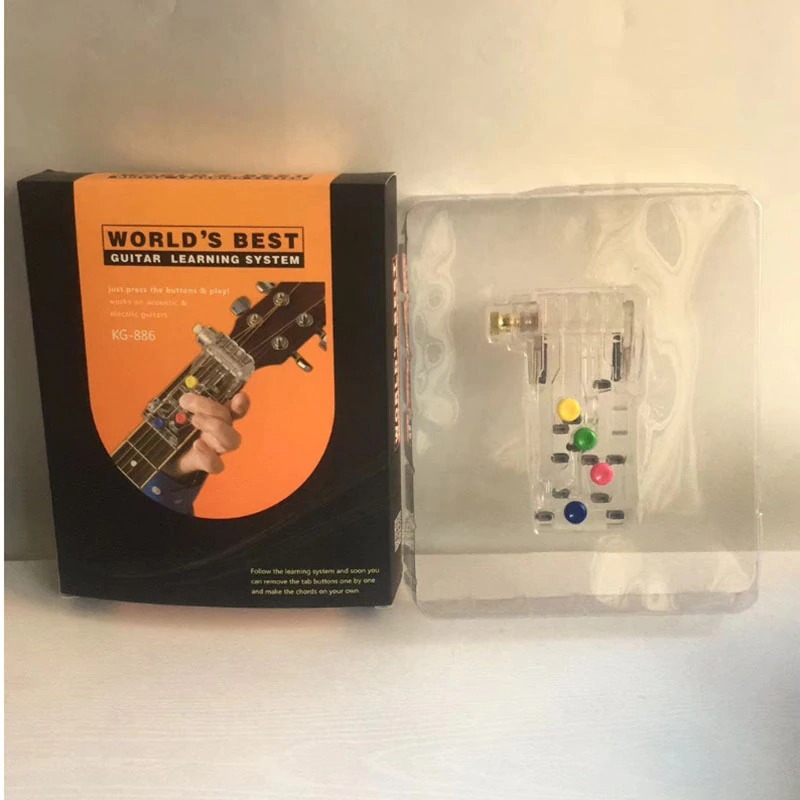 WORLD'S BEST
GUITAR LEARNING SYSTEM
just press the buttons & play!
works on acoustic &
electric guitars
KG-886
Follow the learning system and soon you
can remove the tab buttons one by one
and make the chords on your own